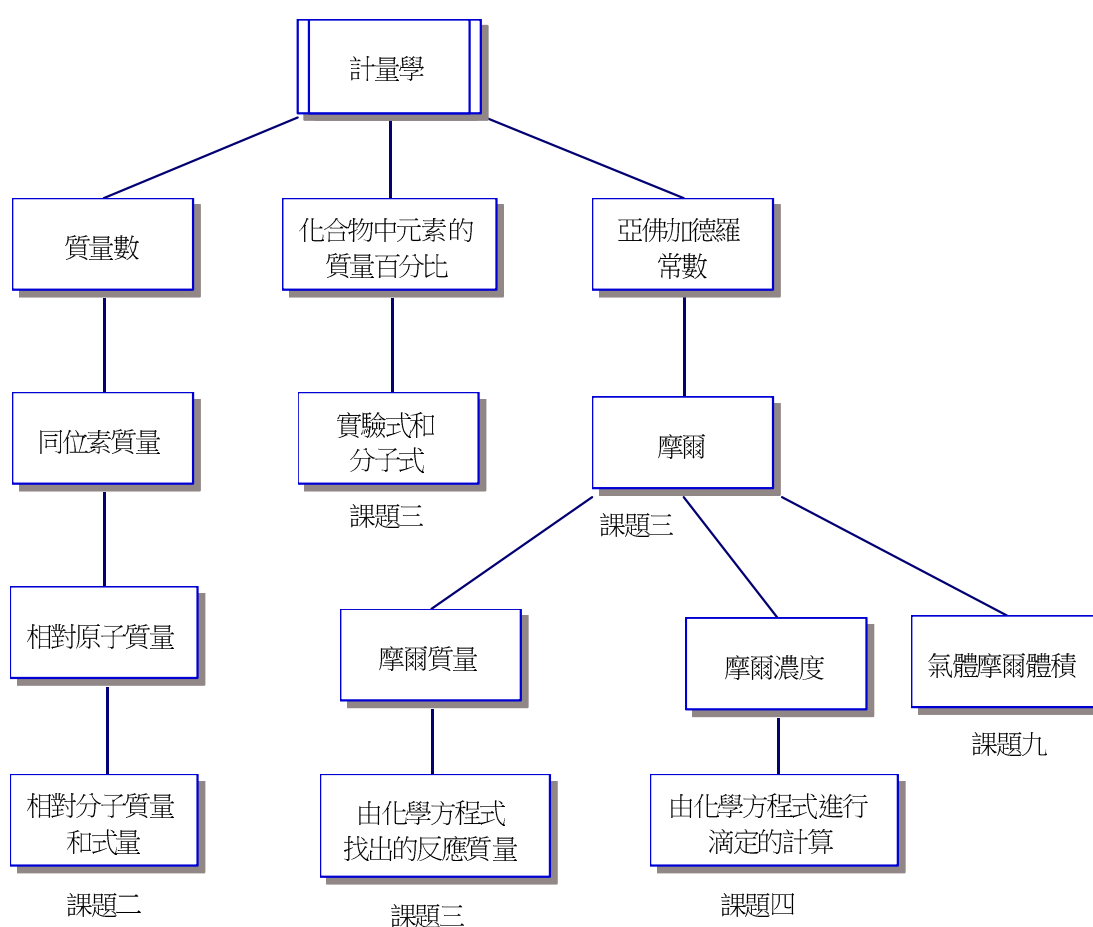 計量學
質量數
化合物中元素的
質量百分比
亞佛加德羅
常數
同位素質量
實驗式和
分子式
課題三
摩爾
課題三
相對原子質量
摩爾質量
摩爾濃度
氣體摩爾體積
課題九
相對分子質量
和式量
課題二
由化學方程式
找出的反應質量
課題三
由化學方程式進行
滴定的計算
課題四